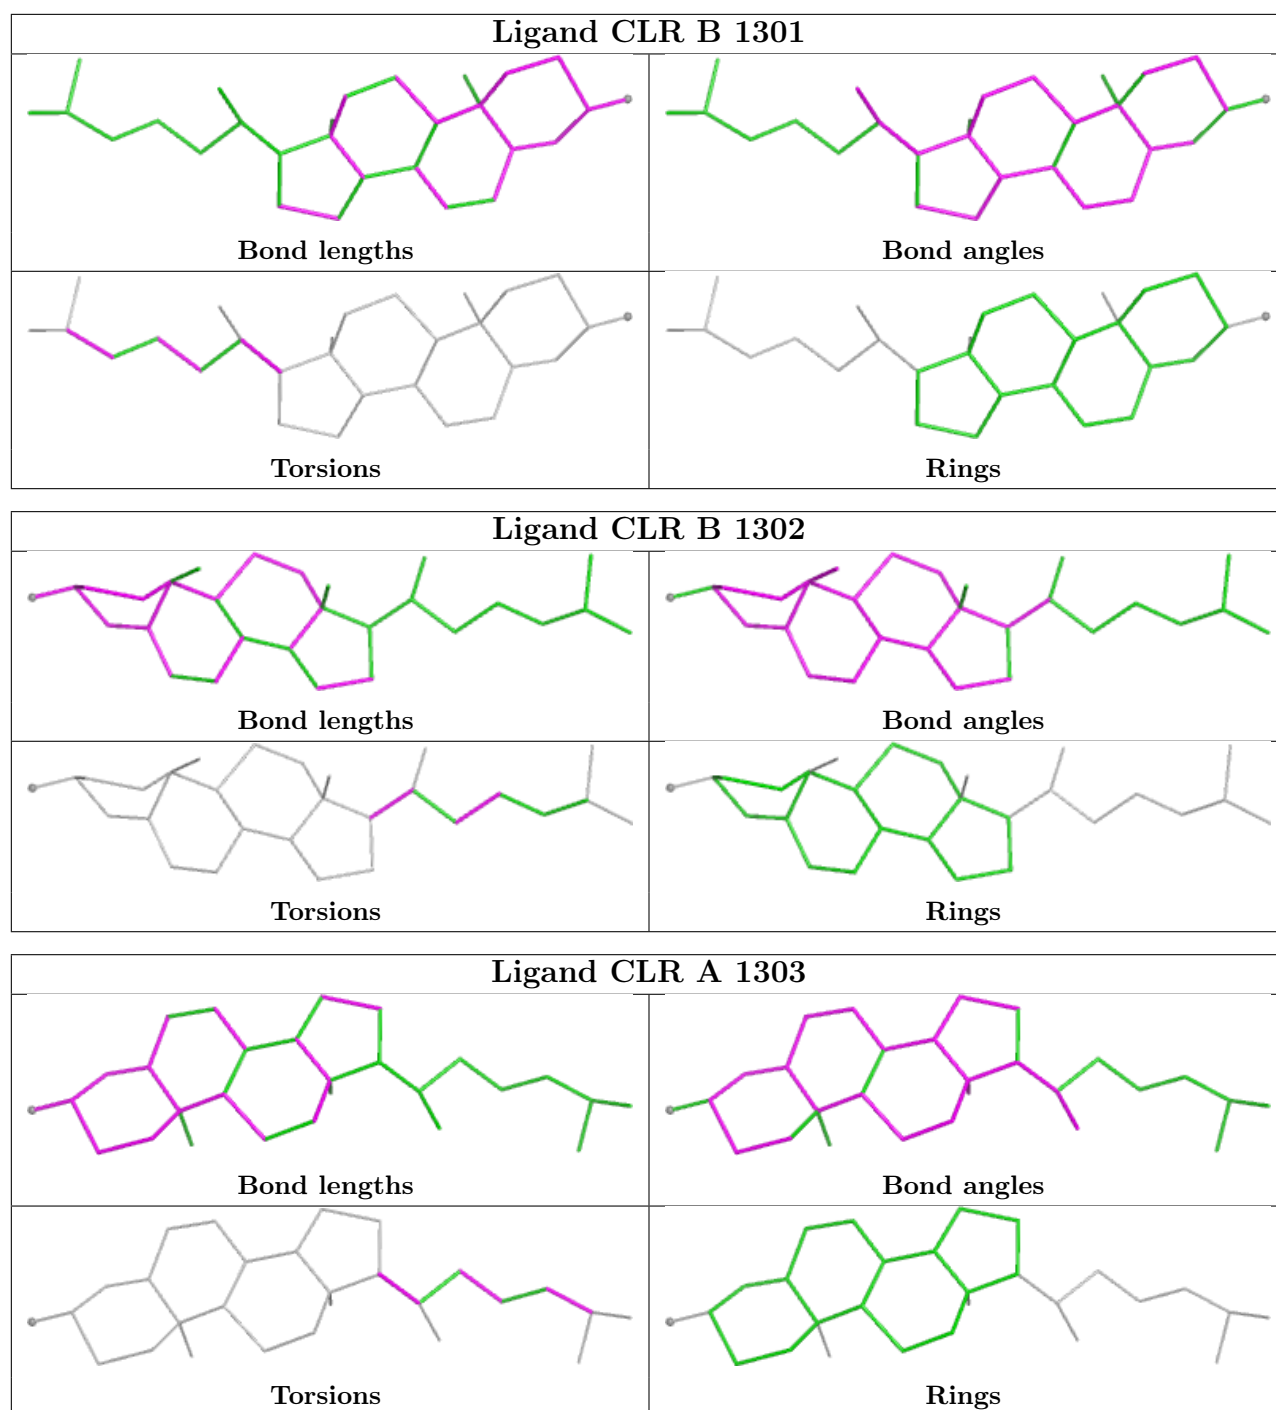 Ligand CLR B 1301
Bond lengths
Bond angles
Torsions
Rings
Ligand CLR B 1302
Bond lengths
Bond angles
Torsions
Rings
Ligand CLR A 1303
Bond lengths
Bond angles
Torsions
Rings